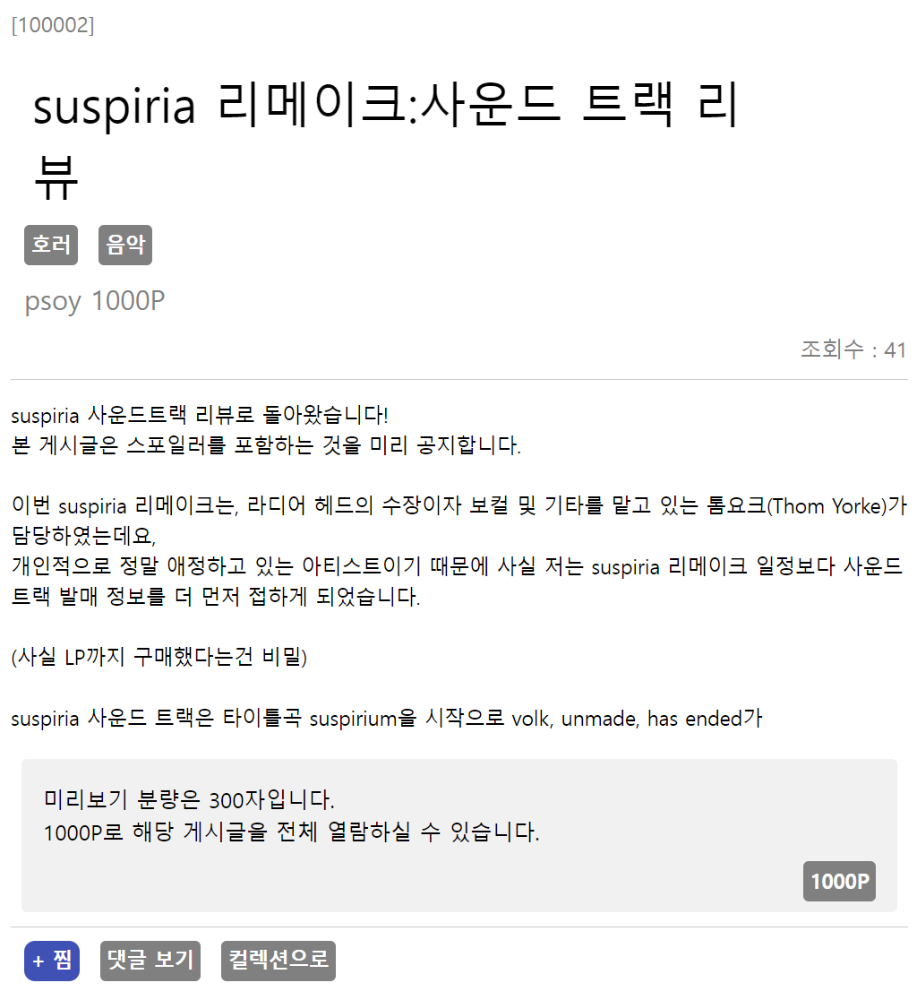 [100002]
suspiria 리메이크:사운드 트랙 리
뷰
호러 음악
psoy 1000P
조회수 : 41
suspiria 사운드트랙 리뷰로 돌아왔습니다!
본 게시글은 스포일러를 포함하는 것을 미리 공지합니다.
이번 suspiria 리메이크는, 라디어 헤드의 수장이자 보컬 및 기타를 맡고 있는 톰요크(Thom Yorke)가
담당하였는데요,
개인적으로 정말 애정하고 있는 아티스트이기 때문에 사실 저는 suspiria 리메이크 일정보다 사운드
트랙 발매 정보를 더 먼저 접하게 되었습니다.
(사실 LP까지 구매했다는건 비밀)
suspiria 사운드 트랙은 타이틀곡 suspirium을 시작으로 volk, unmade, has ended가
미리보기 분량은 300자입니다.
1000P로 해당 게시글을 전체 열람하실 수 있습니다.
1000P
+ 찜 댓글 보기 컬렉션으로